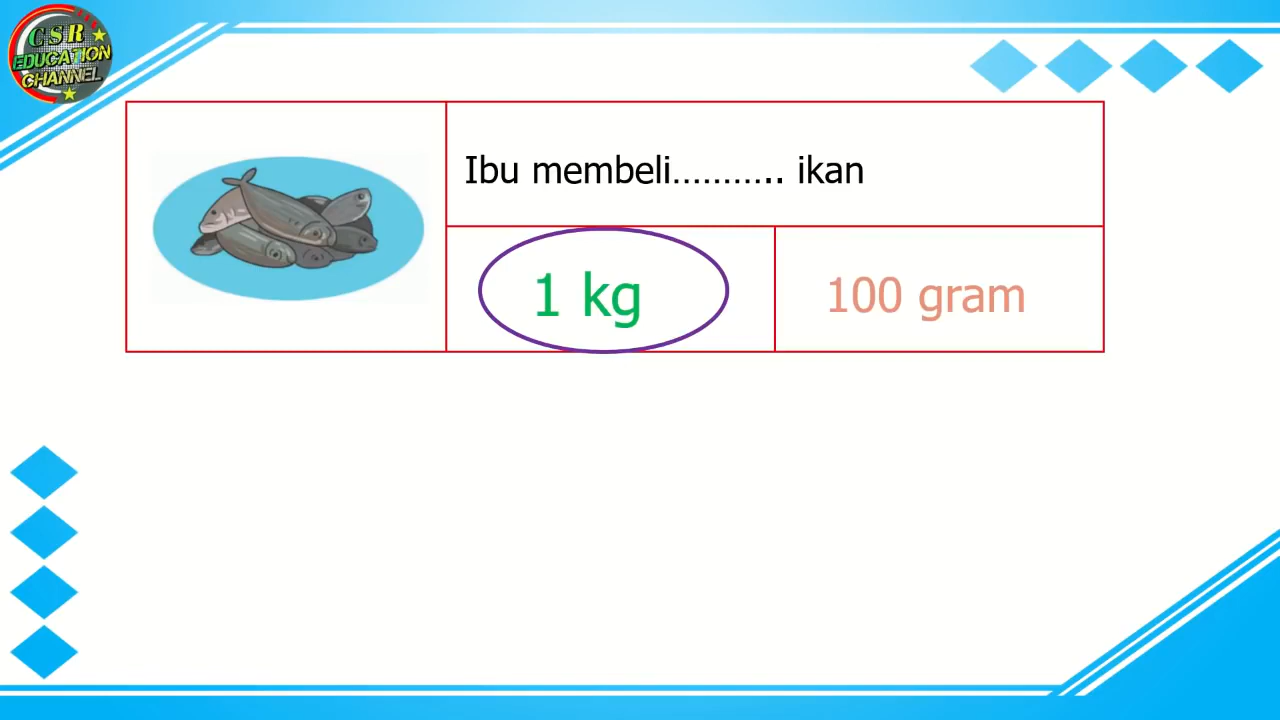 CSR
EDUCATION
CHANNEL
Ibu membeli……….. ikan
1 kg
100 gram